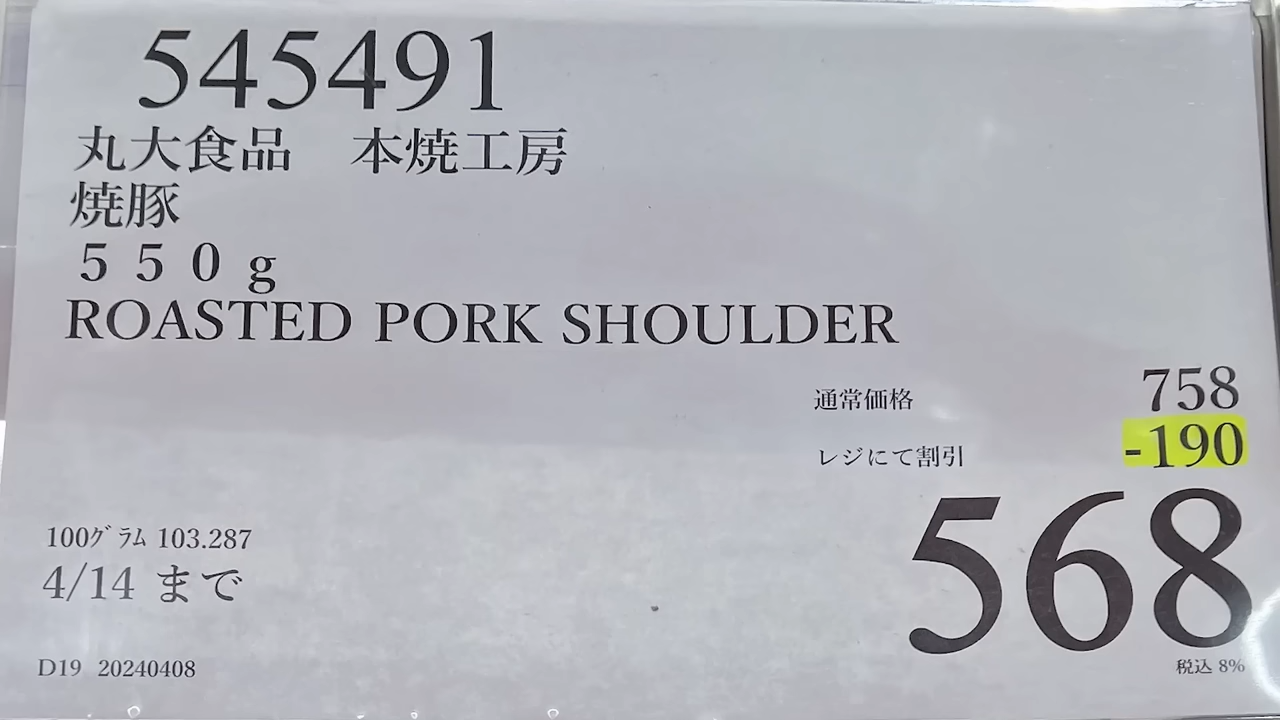 545491
丸大食品　本焼工房
焼豚
５５０ｇ
ROASTED PORK SHOULDER
通常価格 758
レジにて割引 -190
568
税込 8%
100ｸﾞﾗﾑ 103.287
4/14 まで
D19 20240408